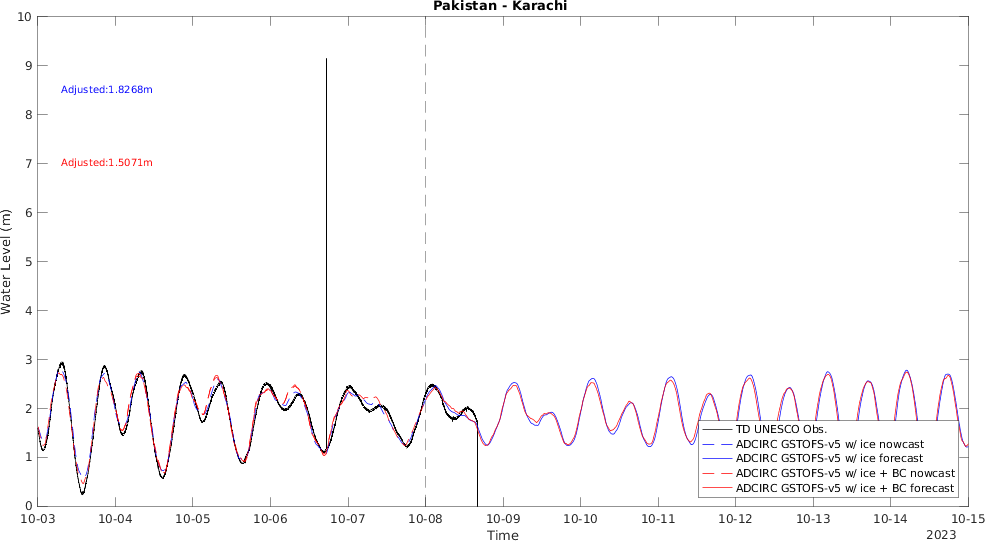 Pakistan - Karachi
10
9
8
7
6
5
4
3
2
1
0
Water Level (m)
Adjusted:1.8268m
Adjusted:1.5071m
TD UNESCO Obs.
ADCIRC GSTOFS-v5 w/ ice nowcast
ADCIRC GSTOFS-v5 w/ ice forecast
ADCIRC GSTOFS-v5 w/ ice + BC nowcast
ADCIRC GSTOFS-v5 w/ ice + BC forecast
10-03 10-04 10-05 10-06 10-07 10-08 10-09 10-10 10-11 10-12 10-13 10-14 10-15
Time
2023